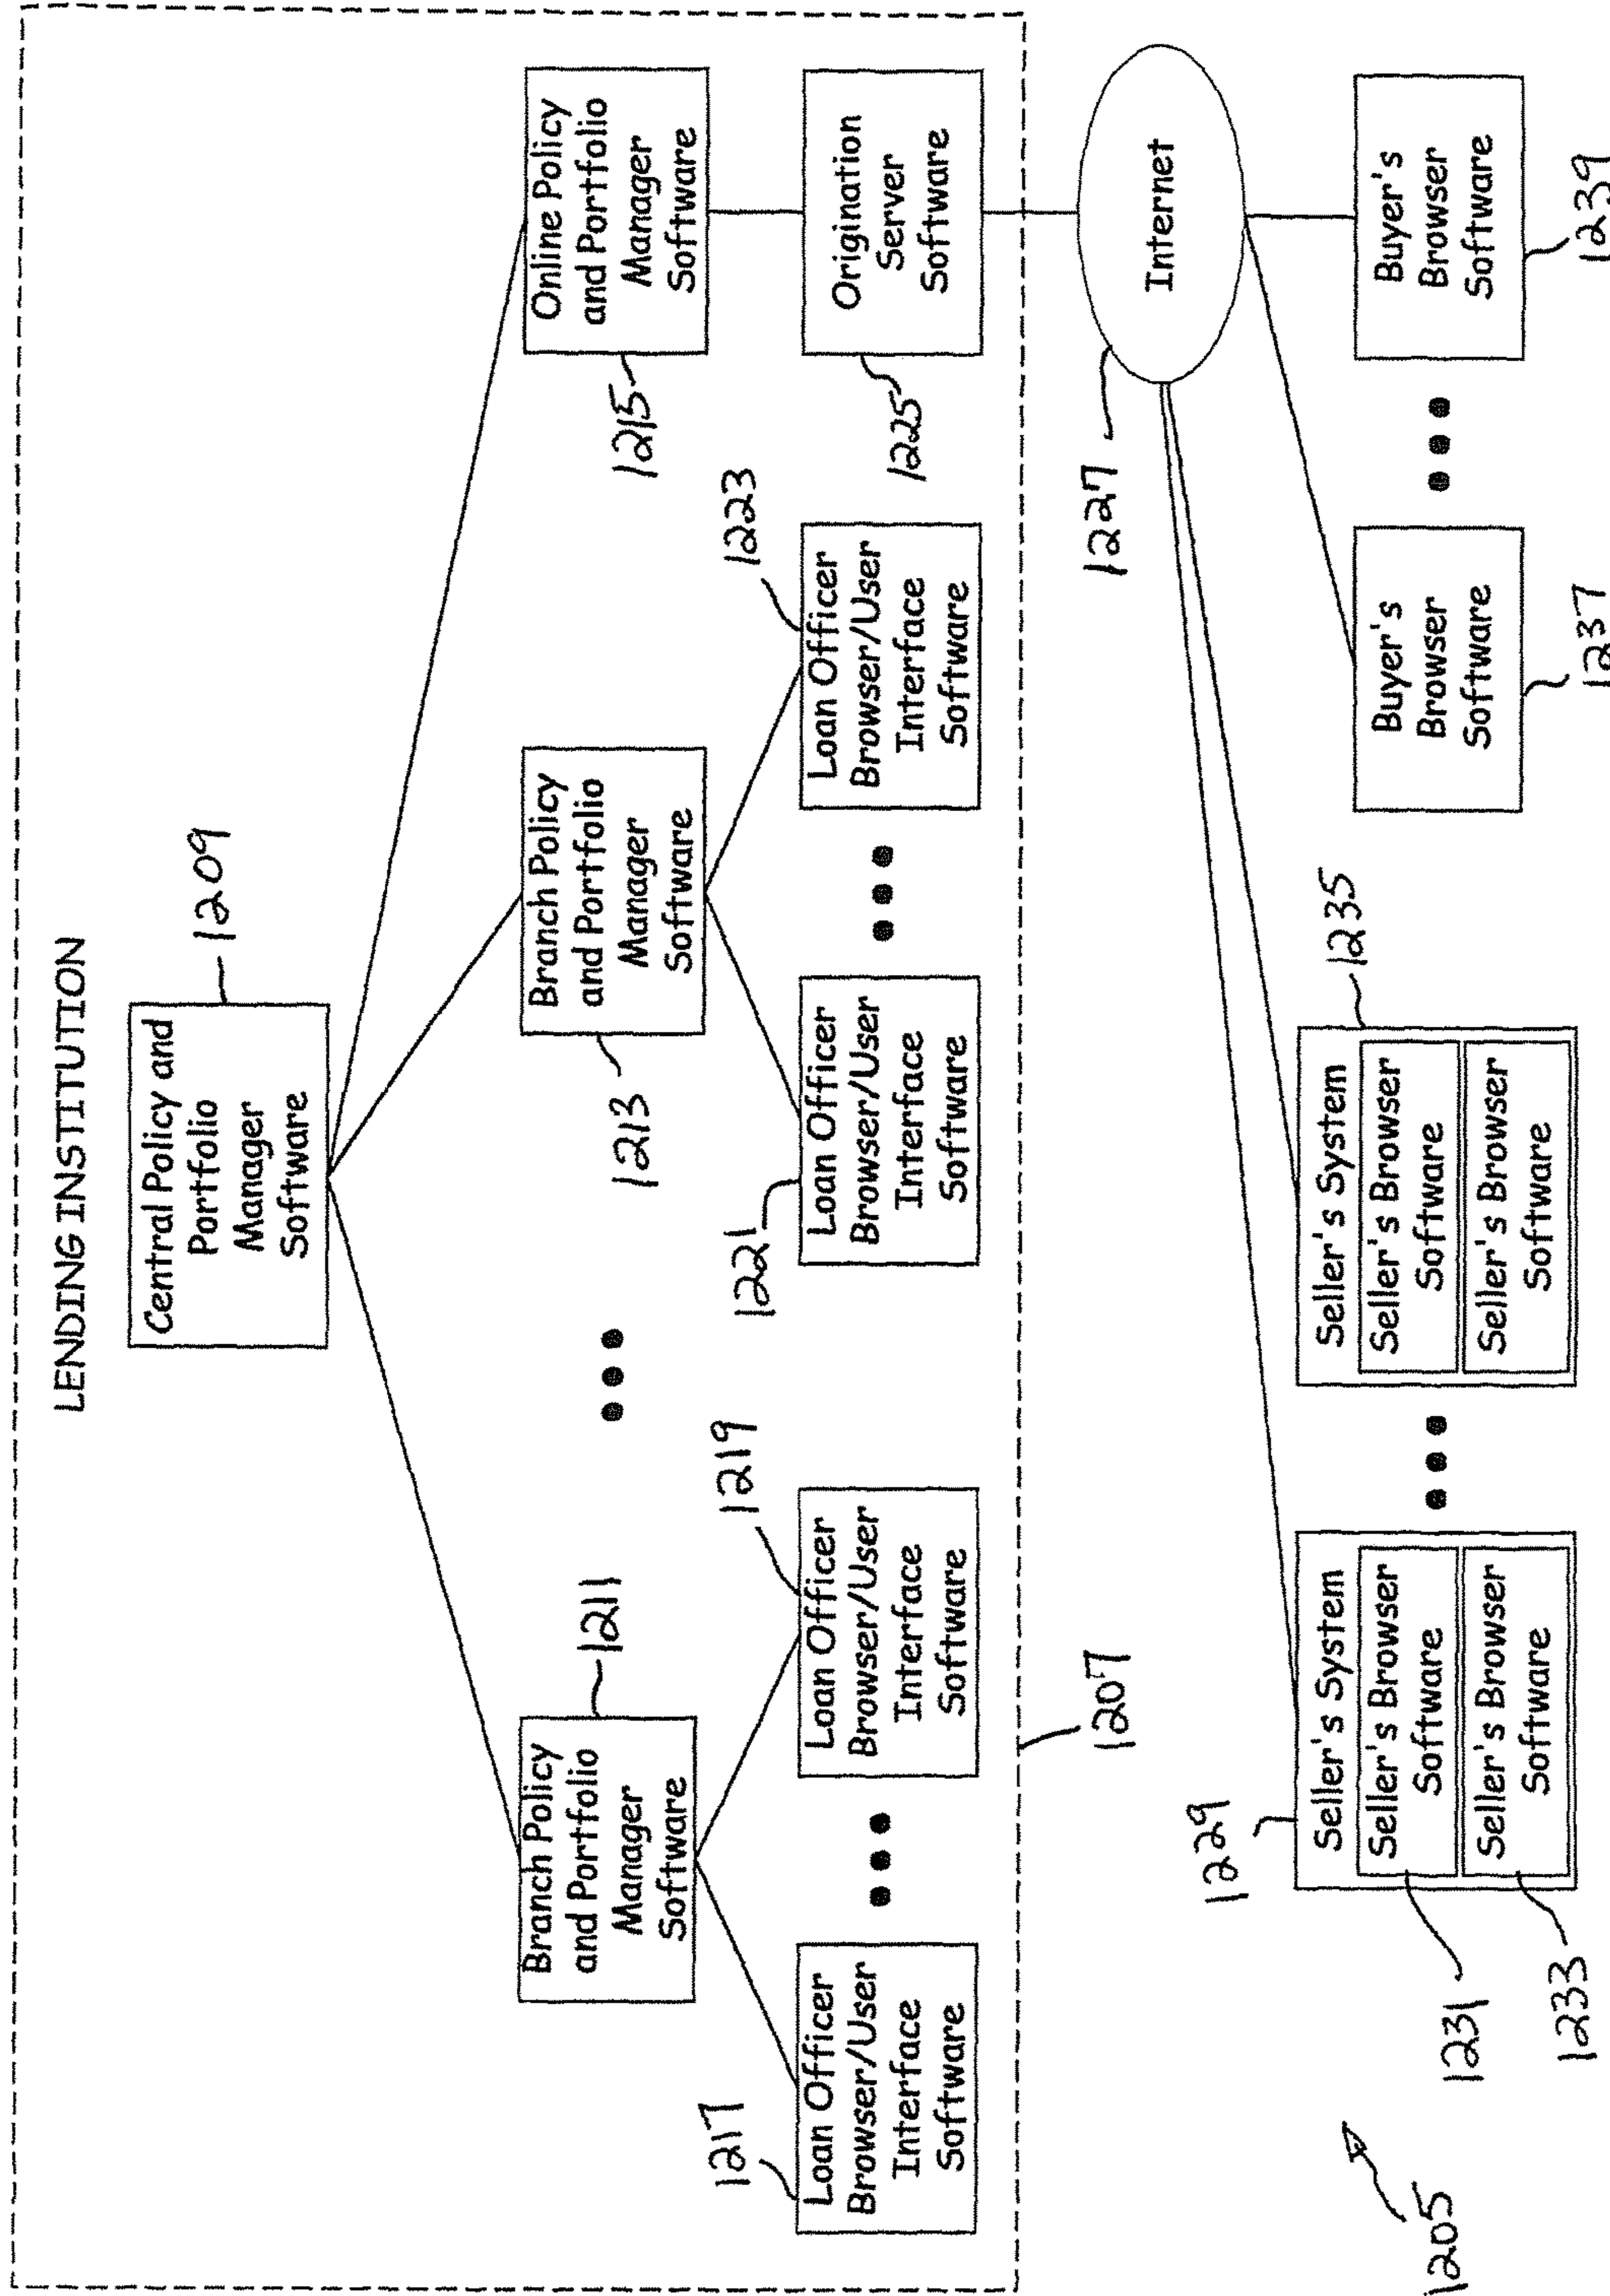 LENDING INSTITUTION
Central Policy and
Portfolio
Manager
Software
1209
Branch Policy
and Portfolio
Manager
Software
1211
Branch Policy
and Portfolio
Manager
Software
1213
Online Policy
and Portfolio
Manager
Software
1215
Loan Officer
Browser/User
Interface
Software
1217
Loan Officer
Browser/User
Interface
Software
1219
Loan Officer
Browser/User
Interface
Software
1221
Loan Officer
Browser/User
Interface
Software
1223
Origination
Server
Software
1225
1207
Internet
1227
Seller's System
Seller's Browser
Software
Seller's Browser
Software
1229
1231
1233
Seller's System
Seller's Browser
Software
Seller's Browser
Software
1235
Buyer's
Browser
Software
1237
Buyer's
Browser
Software
1239
1205